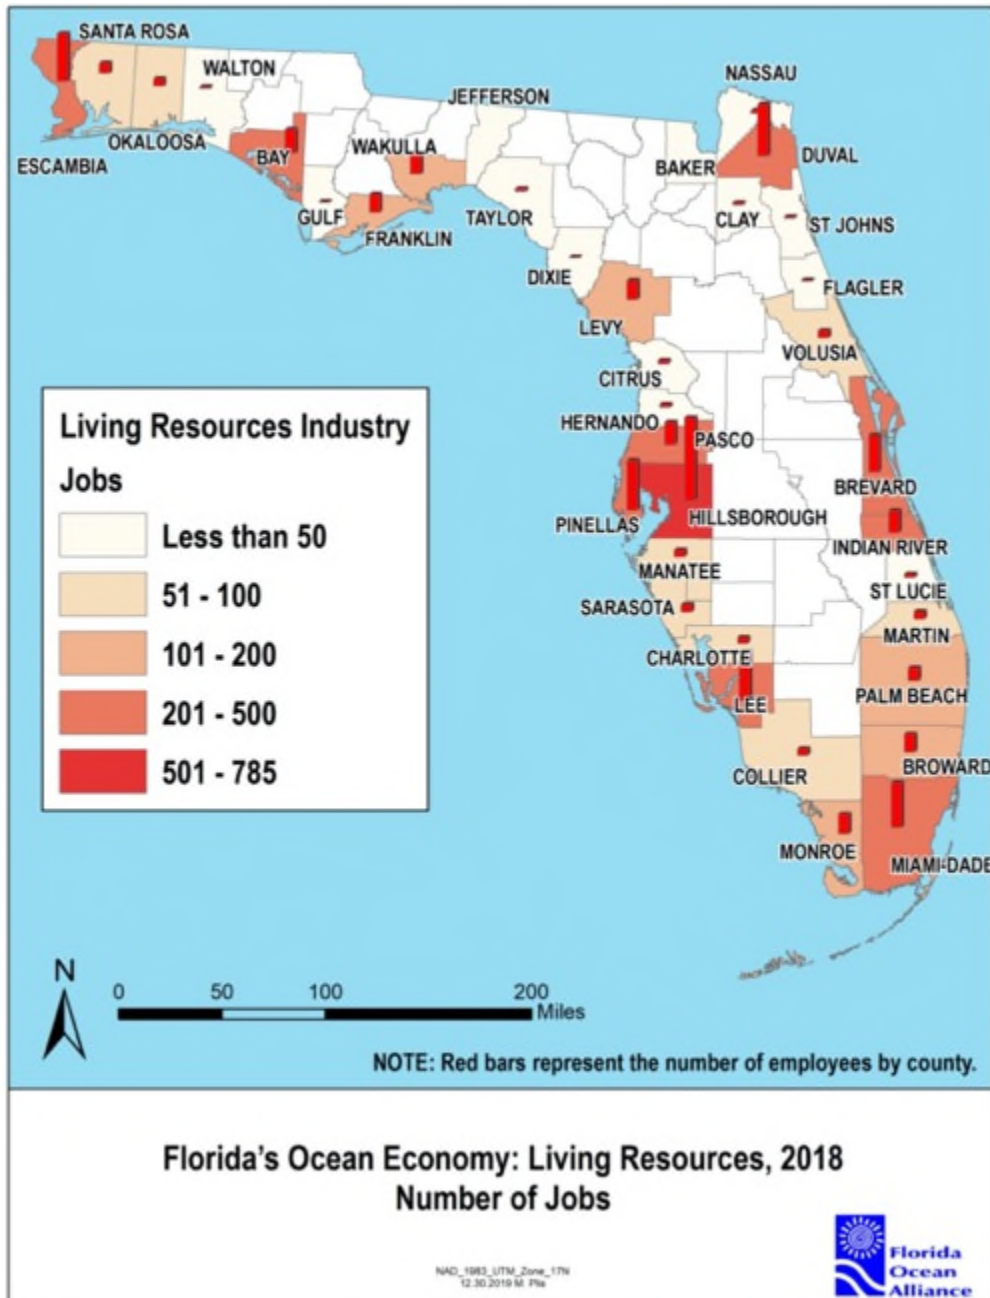 SANTA ROSA
WALTON
NASSAU
JEFFERSON
OKALOOSA
WAKULLA
BAY
ESCAMBIA
BAKER
DUVAL
GULF
TAYLOR
CLAY
ST JOHNS
FRANKLIN
DIXIE
FLAGLER
LEVY
VOLUSIA
CITRUS
HERNANDO
PASCO
BREVARD
PINELLAS
HILLSBOROUGH
INDIAN RIVER
MANATEE
ST LUCIE
SARASOTA
MARTIN
CHARLOTTE
PALM BEACH
LEE
COLLIER
BROWARD
MONROE
MIAMI-DADE
Living Resources Industry
Jobs
Less than 50
51 - 100
101 - 200
201 - 500
501 - 785
N
0 50 100 200
Miles
NOTE: Red bars represent the number of employees by county.
Florida's Ocean Economy: Living Resources, 2018
Number of Jobs
NAD_1983_UTM_Zone_17N
12.30.2019 M.
Florida
Ocean
Alliance